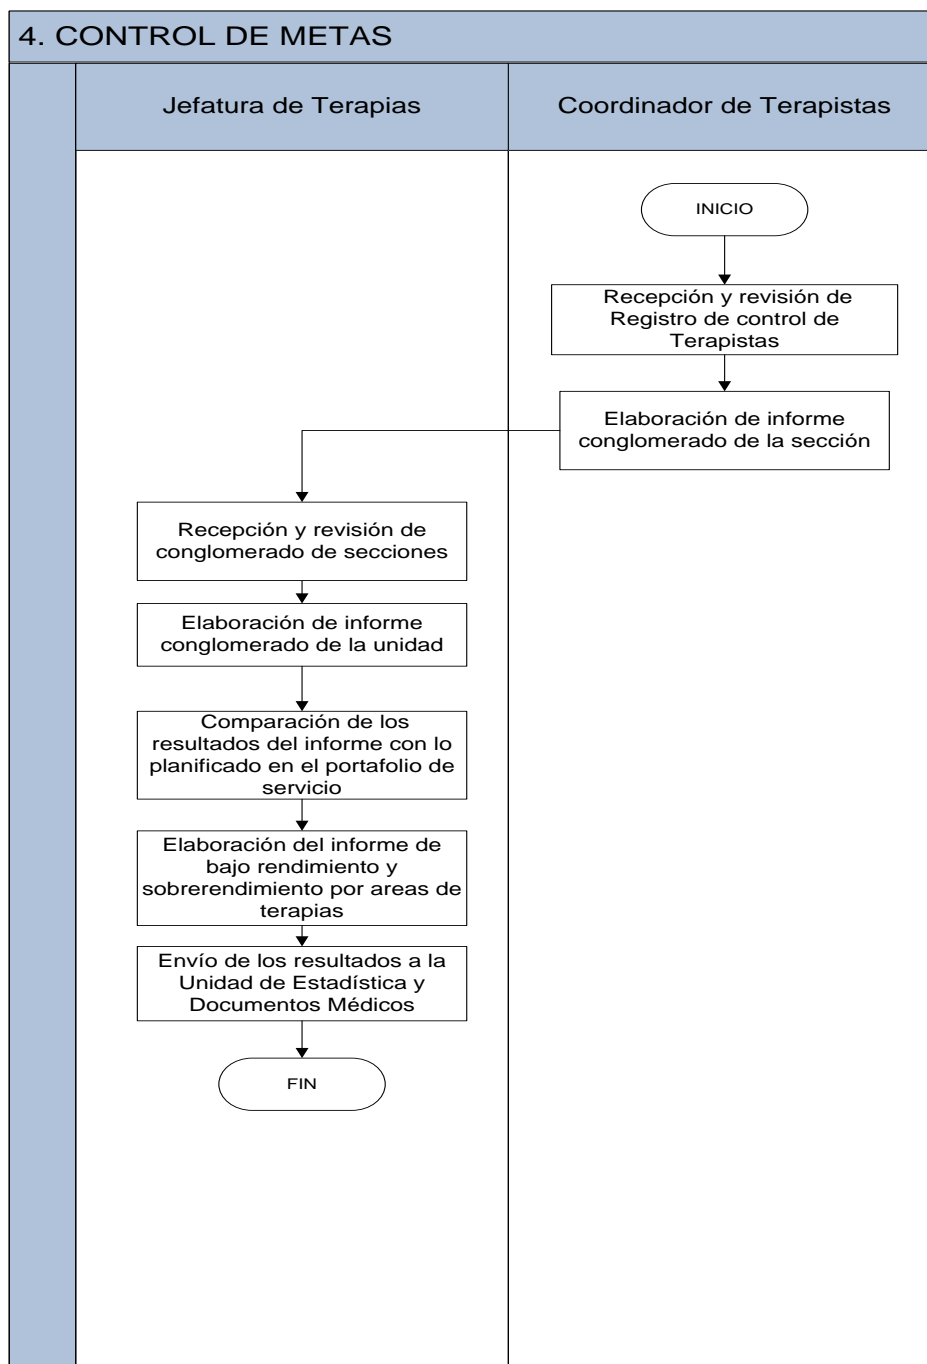 4. CONTROL DE METAS
Jefatura de Terapias
Coordinador de Terapistas
INICIO
Recepción y revisión de
Registro de control de
Terapistas
Elaboración de informe
conglomerado de la sección
Recepción y revisión de
conglomerado de secciones
Elaboración de informe
conglomerado de la unidad
Comparación de los
resultados del informe con lo
planificado en el portafolio de
servicio
Elaboración del informe de
bajo rendimiento y
sobrerendimiento por areas de
terapias
Envío de los resultados a la
Unidad de Estadística y
Documentos Médicos
FIN